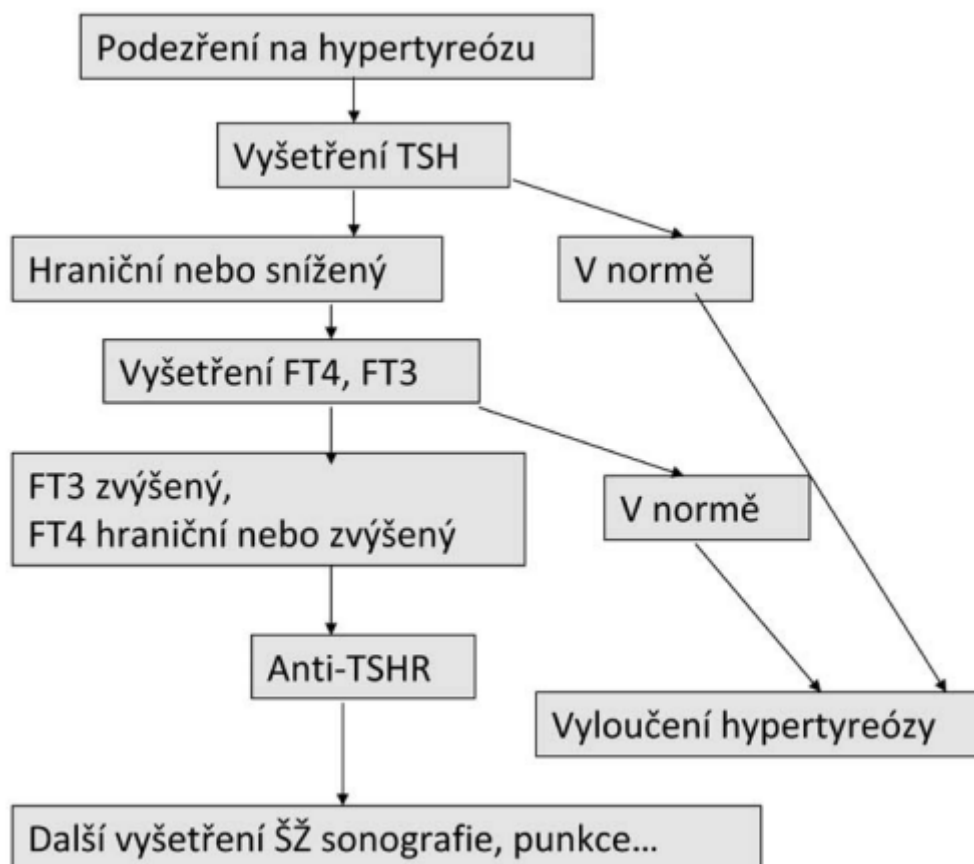 Podezření na hypertyreózu
Vyšetření TSH
Hraniční nebo snížený
V normě
Vyšetření FT4, FT3
FT3 zvýšený,
FT4 hraniční nebo zvýšený
V normě
Anti-TSHR
Vyloučení hypertyreózy
Další vyšetření ŠŽ sonografie, punkce...